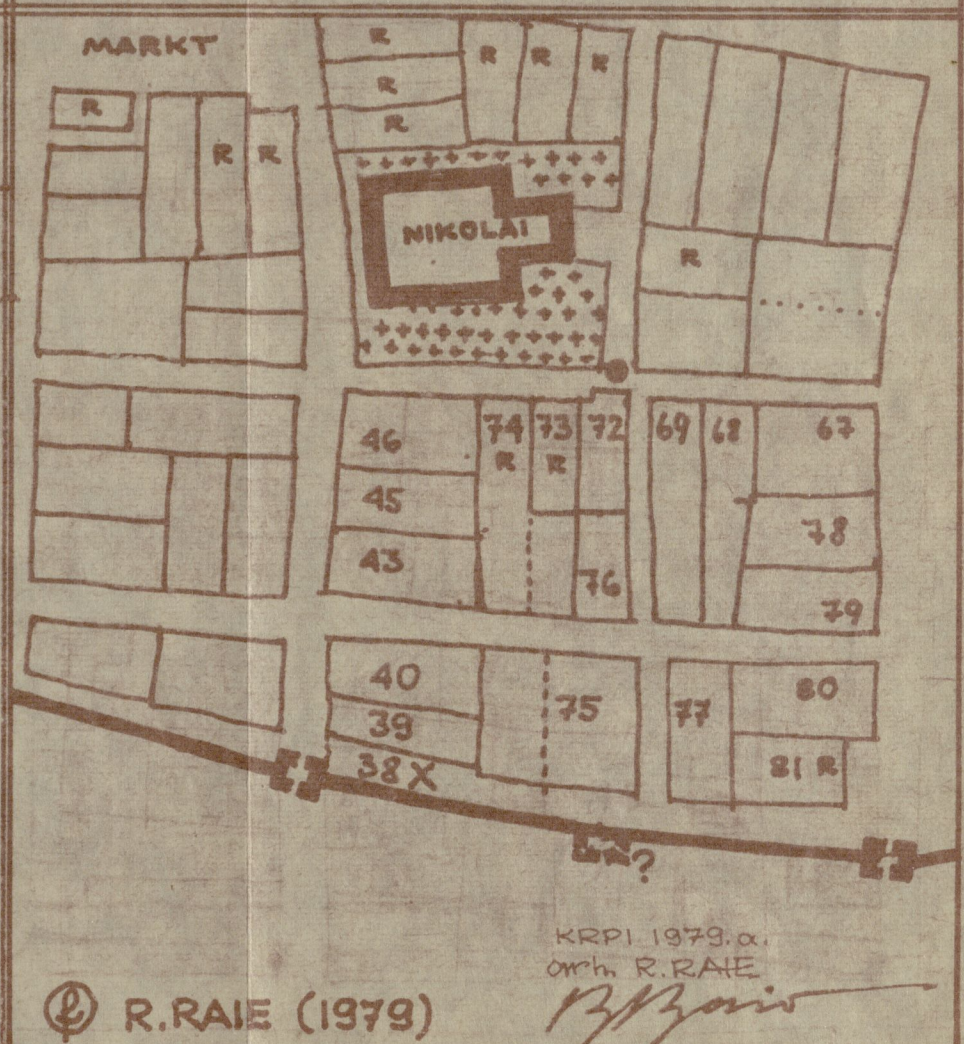 MARKT
R
R R R
R
R
R
R R
NIKOLAI
R
46 74 73 72 69 68 67
R R
45
78
43
76
79
40
80
75
77
39
38 X
81 R
?
KRPI 1979.a.
arh. R.RAIE
R.RAIE (1979)